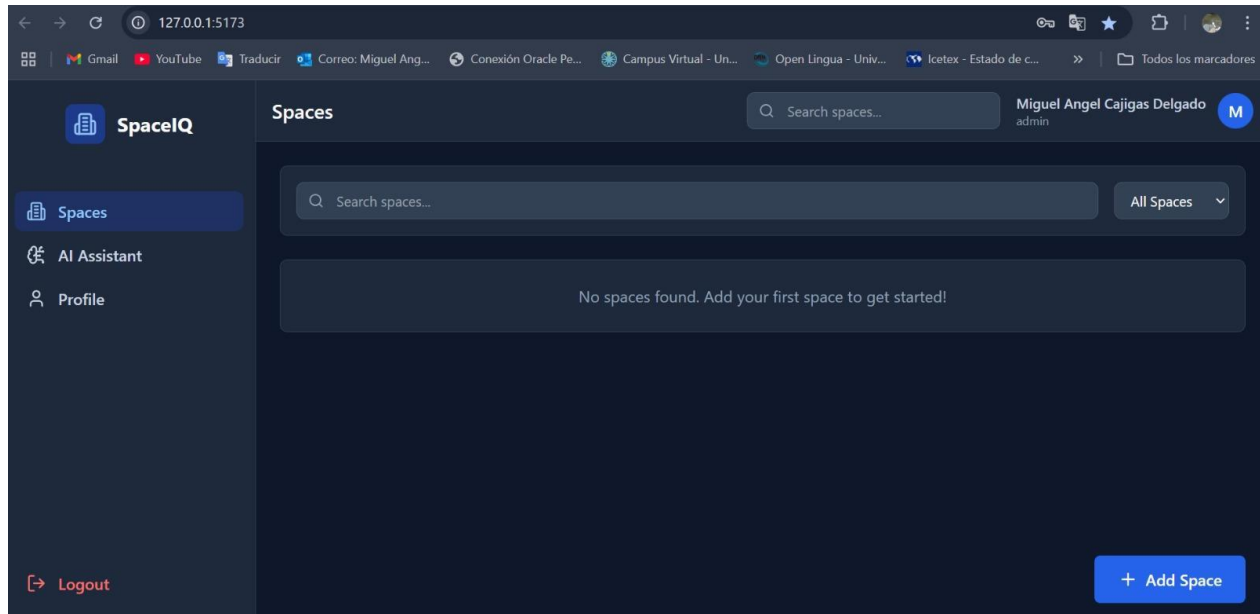 127.0.0.1:5173
Gmail YouTube Traducir Correo: Miguel Ang... Conexión Oracle Pe... Campus Virtual - Un... Open Lingua - Univ... Icetex - Estado de c... » Todos los marcadores
SpaceIQ
Spaces
Search spaces...
Miguel Angel Cajigas Delgado
admin
M
Spaces
AI Assistant
Profile
Search spaces...
All Spaces
No spaces found. Add your first space to get started!
Logout
+ Add Space